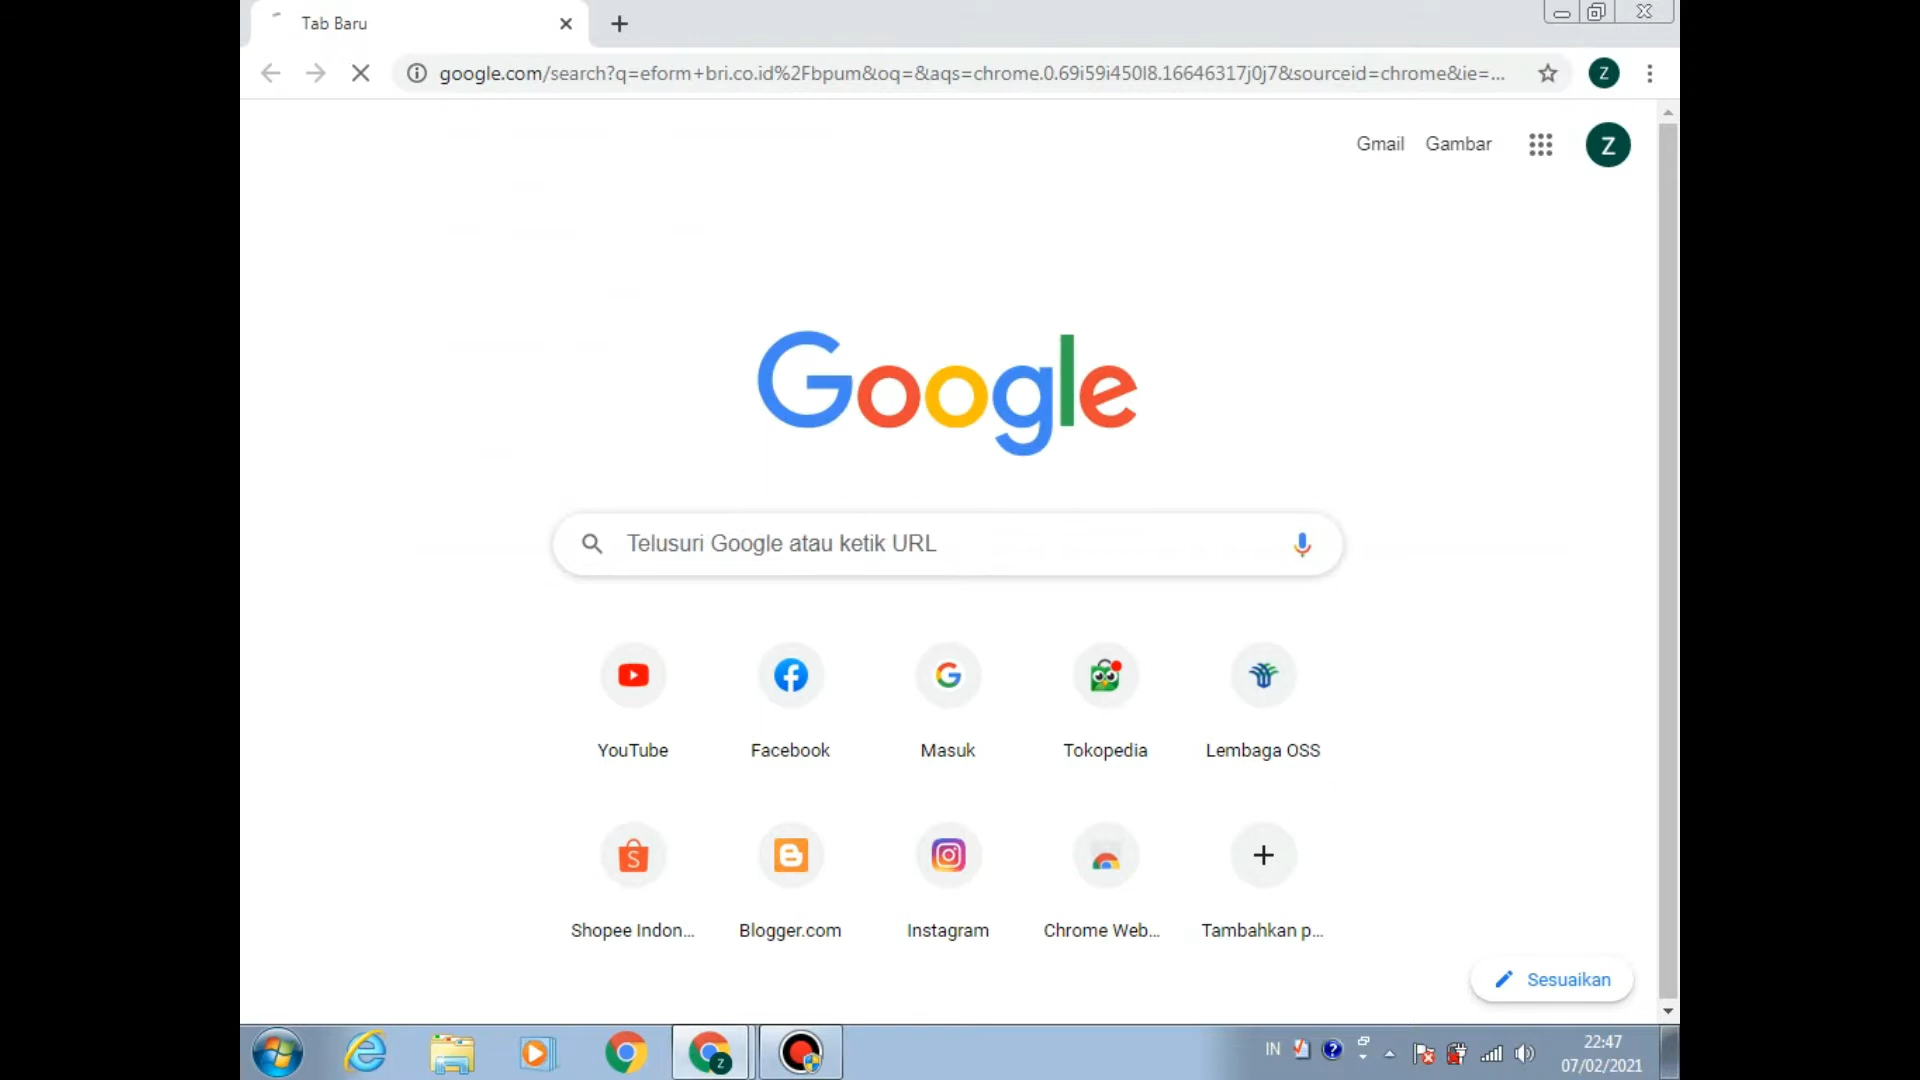 Tab Baru
google.com/search?q=eform+bri.co.id%2Fbpum&oq=&aqs=chrome.0.69i59i450l8.16646317j0j7&sourceid=chrome&ie=...
Z
Gmail Gambar
Z
Google
Telusuri Google atau ketik URL
YouTube Facebook Masuk Tokopedia Lembaga OSS
Shopee Indon... Blogger.com Instagram Chrome Web... Tambahkan p...
Sesuaikan
Z
IN
22:47
07/02/2021